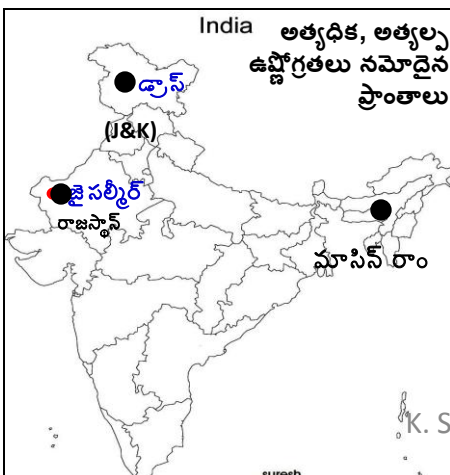 India
అత్యధిక, అత్యల్ప
ఉష్ణోగ్రతలు నమోదైన
ప్రాంతాలు
డ్రాస్
(J&K)
జై సల్మీర్
రాజస్థాన్
మాసిన్ రాం
K. S
suresh